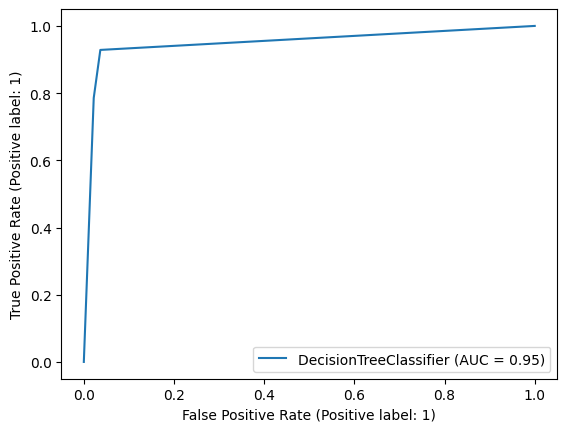 1.0
0.8
0.6
0.4
0.2
0.0
True Positive Rate (Positive label: 1)
DecisionTreeClassifier (AUC = 0.95)
0.0 0.2 0.4 0.6 0.8 1.0
False Positive Rate (Positive label: 1)